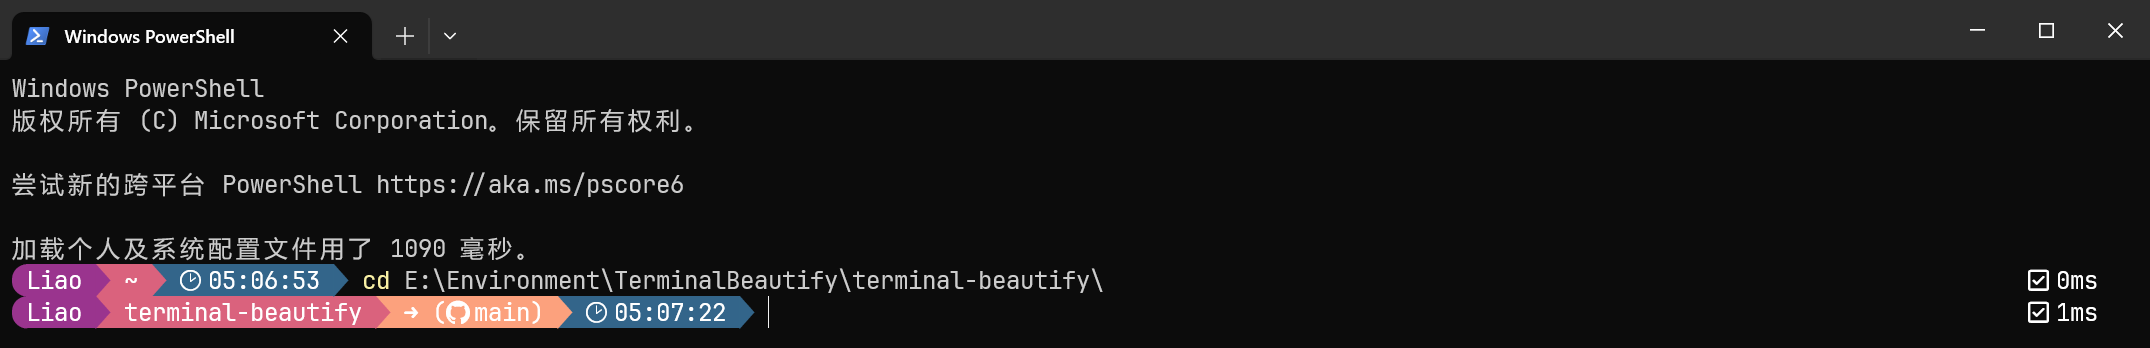 Windows PowerShell
Windows PowerShell
版权所有 (C) Microsoft Corporation。保留所有权利。
尝试新的跨平台 PowerShell https://aka.ms/pscore6
加载个人及系统配置文件用了 1090 毫秒。
Liao ~ 05:06:53 cd E:\Environment\TerminalBeautify\terminal-beautify\ 0ms
Liao terminal-beautify ➜ (main) 05:07:22 1ms